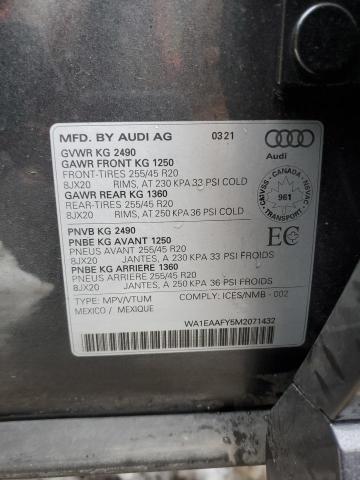 MFD. BY AUDI AG 0321
Audi
GVWR KG 2490
GAWR FRONT KG 1250
FRONT-TIRES 255/45 R20
8JX20 RIMS, AT 230 KPA 33 PSI COLD
GAWR REAR KG 1360
REAR-TIRES 255/45 R20
8JX20 RIMS, AT 250 KPA 36 PSI COLD
CMVSS - CANADA - NSVAC
961
TRANSPORT
PNVB KG 2490
PNBE KG AVANT 1250
PNEUS AVANT 255/45 R20
8JX20 JANTES, A 230 KPA 33 PSI FROIDS
PNBE KG ARRIERE 1360
PNEUS ARRIERE 255/45 R20
8JX20 JANTES, A 250 KPA 36 PSI FROIDS
EC
TYPE: MPV/VTUM COMPLY: ICES/NMB - 002
MEXICO / MEXIQUE
WA1EAAFY5M2071432